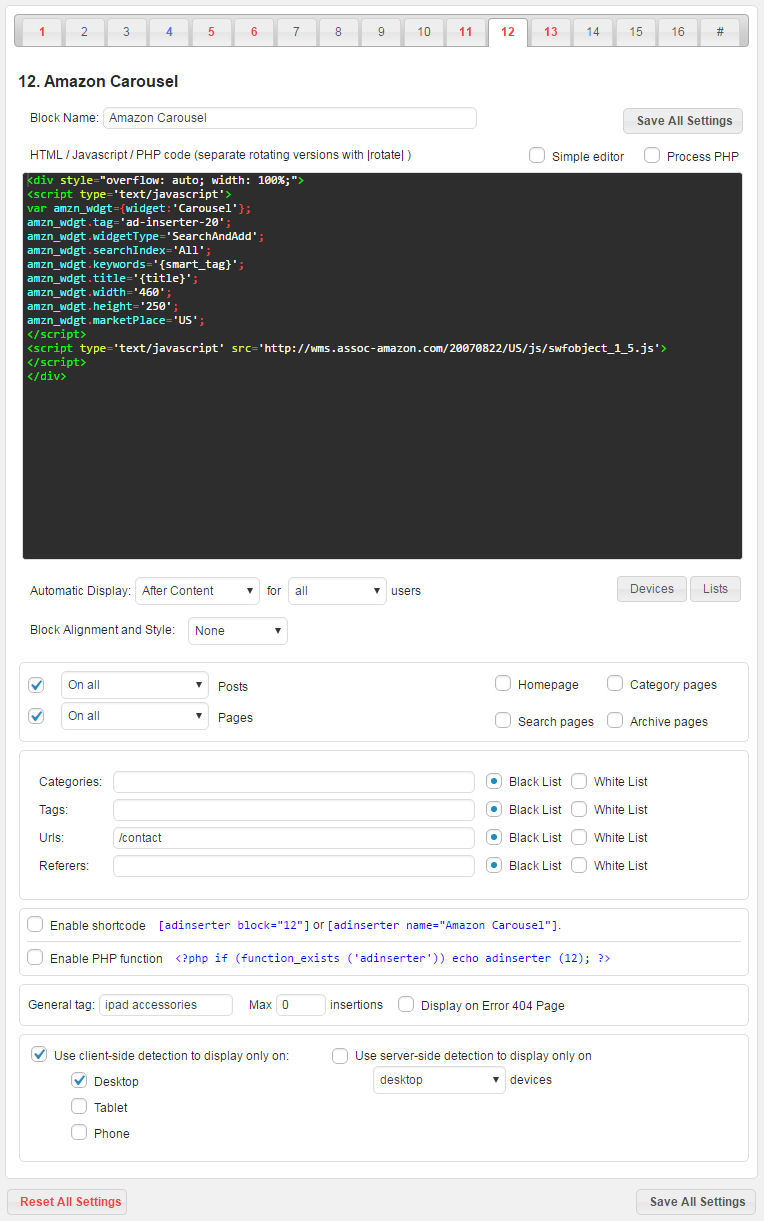 1 2 3 4 5 6 7 8 9 10 11 12 13 14 15 16 #
12. Amazon Carousel
Block Name: Amazon Carousel Save All Settings
HTML / Javascript / PHP code (separate rotating versions with |rotate| ) Simple editor Process PHP
<div style="overflow: auto; width: 100%;">
<script type='text/javascript'>
var amzn_wdgt={widget:'Carousel'};
amzn_wdgt.tag='ad-inserter-20';
amzn_wdgt.widgetType='SearchAndAdd';
amzn_wdgt.searchIndex='All';
amzn_wdgt.keywords='{smart_tag}';
amzn_wdgt.title='{title}';
amzn_wdgt.width='460';
amzn_wdgt.height='250';
amzn_wdgt.marketPlace='US';
</script>
<script type='text/javascript' src='http://wms.assoc-amazon.com/20070822/US/js/swfobject_1_5.js'>
</script>
</div>
Automatic Display: After Content for all users Devices Lists
Block Alignment and Style: None
On all Posts Homepage Category pages
On all Pages Search pages Archive pages
Categories: Black List White List
Tags: Black List White List
Urls: /contact Black List White List
Referers: Black List White List
Enable shortcode [adinserter block="12"] or [adinserter name="Amazon Carousel"].
Enable PHP function <?php if (function_exists ('adinserter')) echo adinserter (12); ?>
General tag: ipad accessories Max 0 insertions Display on Error 404 Page
Use client-side detection to display only on: Use server-side detection to display only on
Desktop desktop devices
Tablet
Phone
Reset All Settings Save All Settings